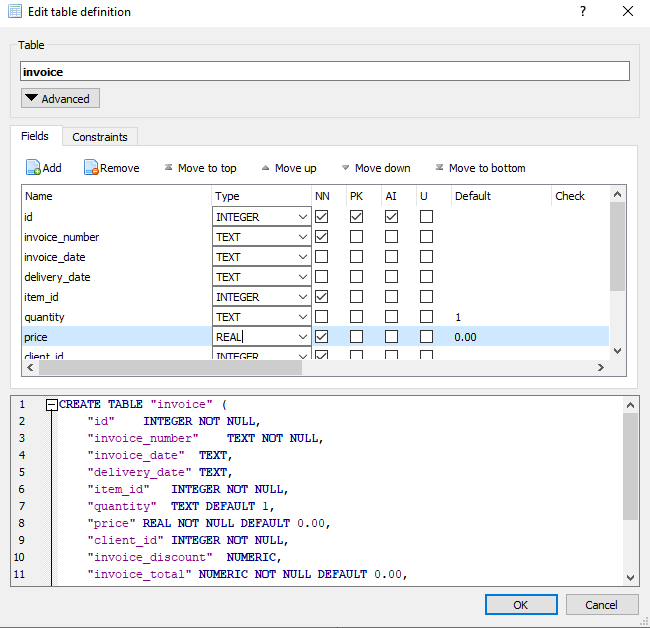 Edit table definition
?
Table
invoice
Advanced
Fields Constraints
Add Remove Move to top Move up Move down Move to bottom
Name Type NN PK AI U Default Check
id INTEGER
invoice_number TEXT
invoice_date TEXT
delivery_date TEXT
item_id INTEGER
quantity TEXT 1
price REAL 0.00
client_id INTEGER
1 CREATE TABLE "invoice" (
2 "id" INTEGER NOT NULL,
3 "invoice_number" TEXT NOT NULL,
4 "invoice_date" TEXT,
5 "delivery_date" TEXT,
6 "item_id" INTEGER NOT NULL,
7 "quantity" TEXT DEFAULT 1,
8 "price" REAL NOT NULL DEFAULT 0.00,
9 "client_id" INTEGER NOT NULL,
10 "invoice_discount" NUMERIC,
11 "invoice_total" NUMERIC NOT NULL DEFAULT 0.00,
OK Cancel